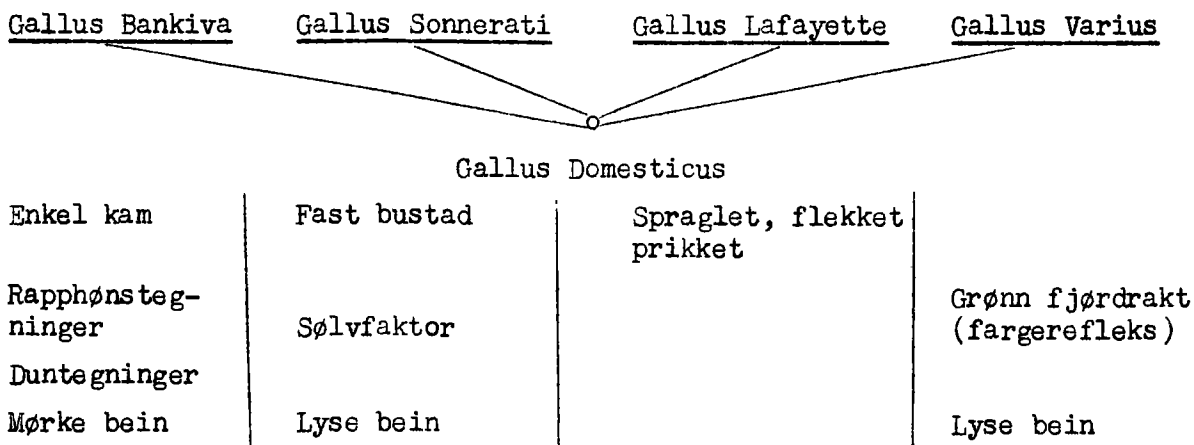 Gallus Bankiva Gallus Sonnerati Gallus Lafayette Gallus Varius
Gallus Domesticus
Enkel kam Fast bustad Spraglet, flekket
prikket
Rapphønsteg-
ninger Sølvfaktor Grønn fjørdrakt
(fargerefleks)
Duntegninger
Mørke bein Lyse bein Lyse bein